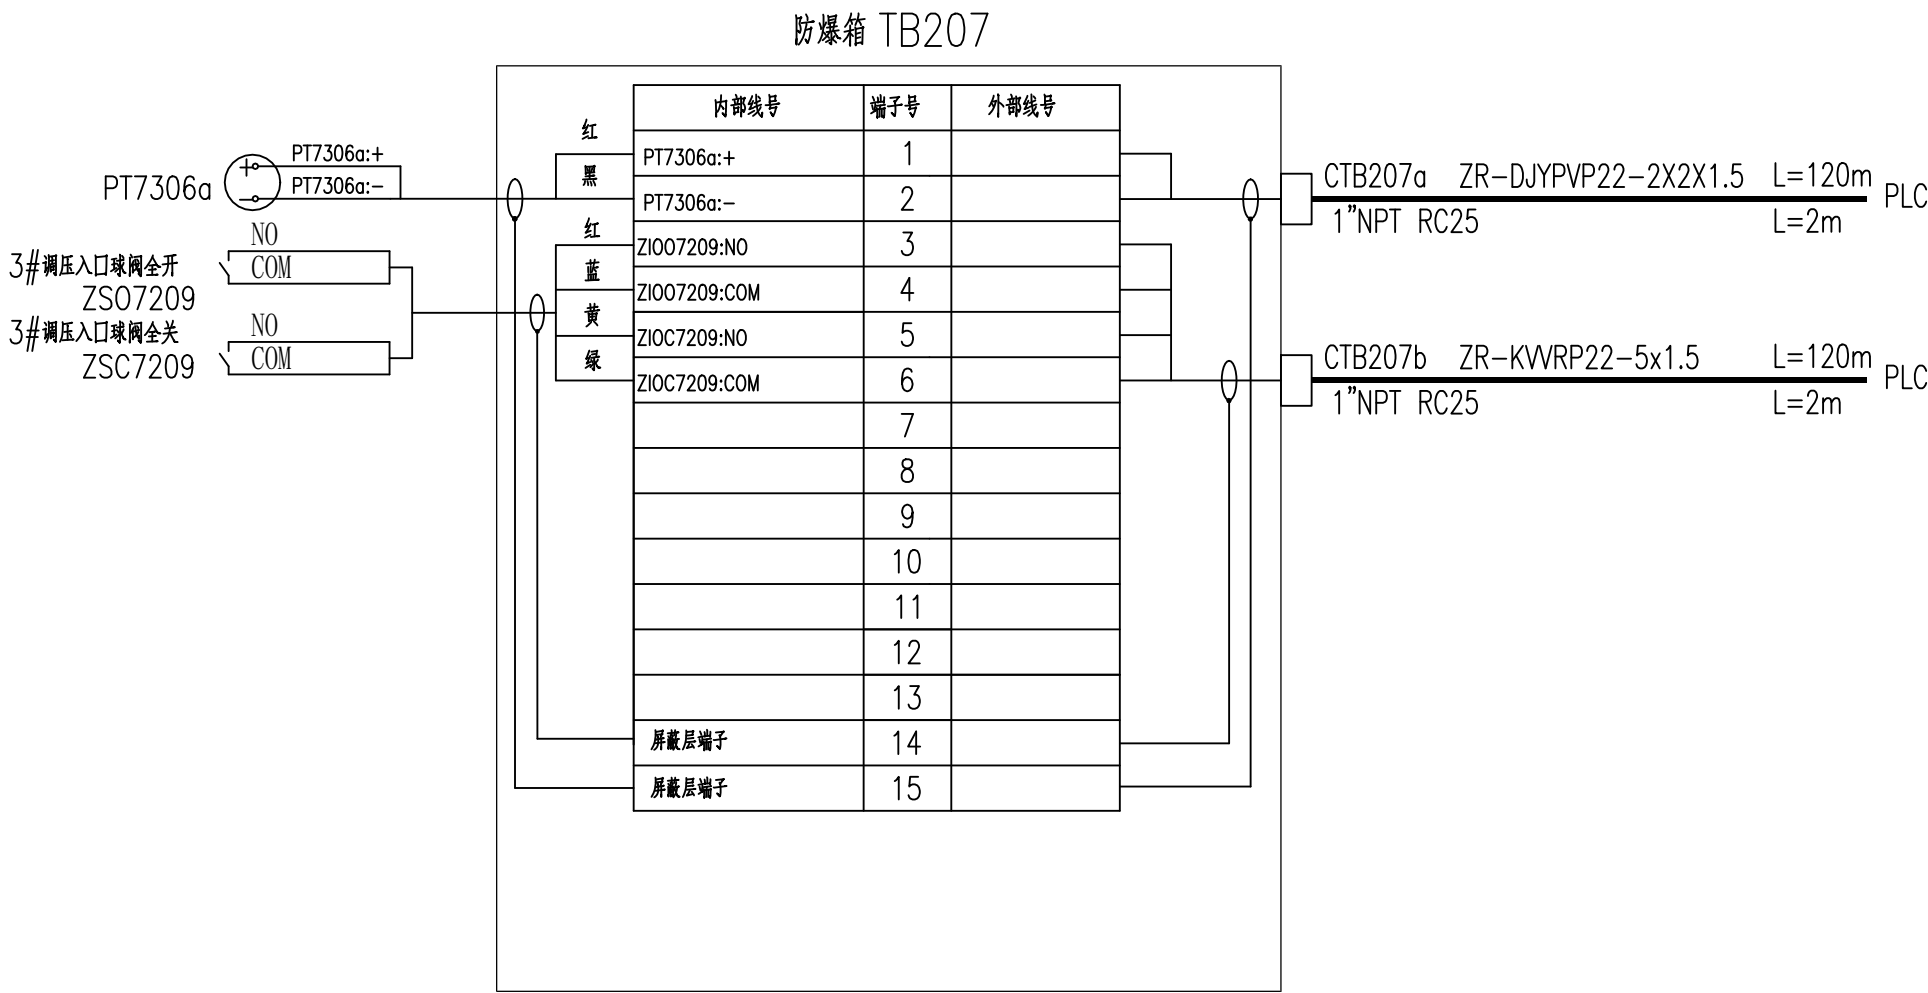 防爆箱 TB207
内部线号 端子号 外部线号
红
PT7306a:+ 1
黑
PT7306a:- 2
红
ZIOO7209:NO 3
蓝
ZIOO7209:COM 4
黄
ZIOC7209:NO 5
绿
ZIOC7209:COM 6
7
8
9
10
11
12
13
屏蔽层端子 14
屏蔽层端子 15
PT7306a
+ PT7306a:+
- PT7306a:-
NO
3#调压入口球阀全开 COM
ZSO7209
3#调压入口球阀全关 NO
COM
ZSC7209
CTB207a ZR-DJYPVP22-2X2X1.5 L=120m
PLC
1"NPT RC25 L=2m
CTB207b ZR-KVVRP22-5x1.5 L=120m
PLC
1"NPT RC25 L=2m